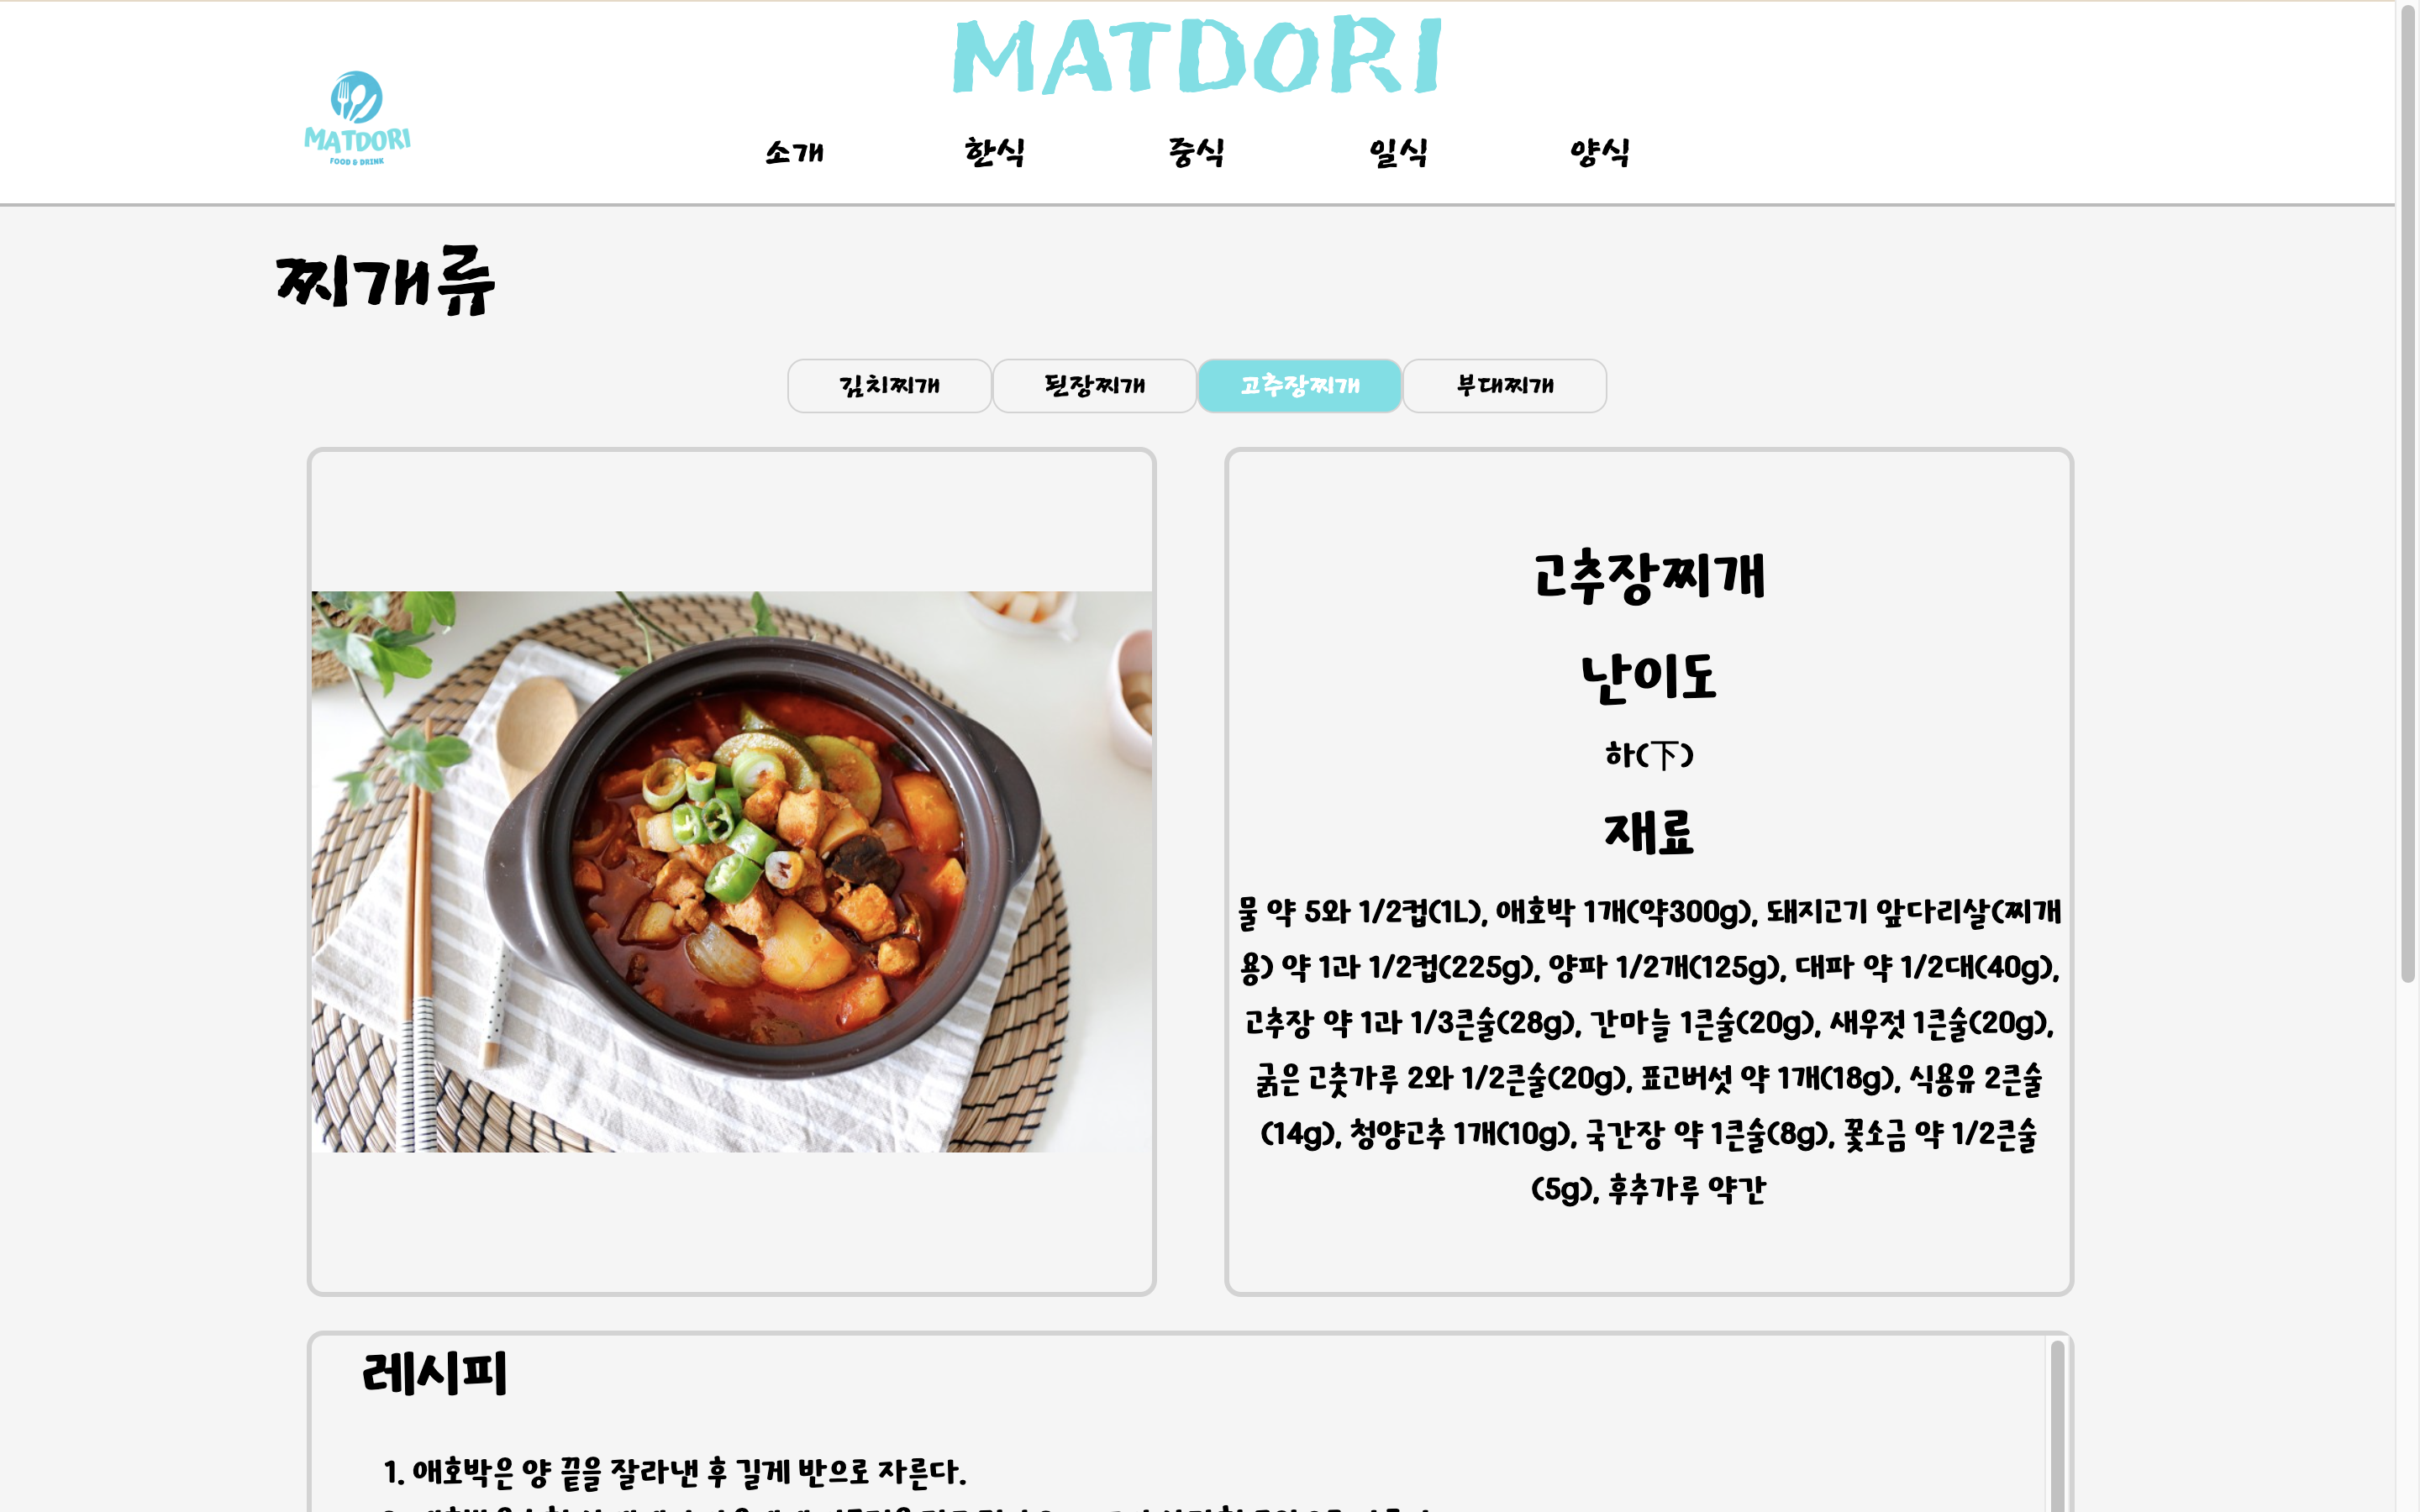 MATDORI
MATDORI
FOOD & DRINK
소개 한식 중식 일식 양식
찌개류
김치찌개 된장찌개 고추장찌개 부대찌개
고추장찌개
난이도
하(下)
재료
물 약 5와 1/2컵(1L), 애호박 1개(약300g), 돼지고기 앞다리살(찌개
용) 약 1과 1/2컵(225g), 양파 1/2개(125g), 대파 약 1/2대(40g),
고추장 약 1과 1/3큰술(28g), 간마늘 1큰술(20g), 새우젓 1큰술(20g),
굵은 고춧가루 2와 1/2큰술(20g), 표고버섯 약 1개(18g), 식용유 2큰술
(14g), 청양고추 1개(10g), 국간장 약 1큰술(8g), 꽃소금 약 1/2큰술
(5g), 후추가루 약간
레시피
1. 애호박은 양 끝을 잘라낸 후 길게 반으로 자른다.